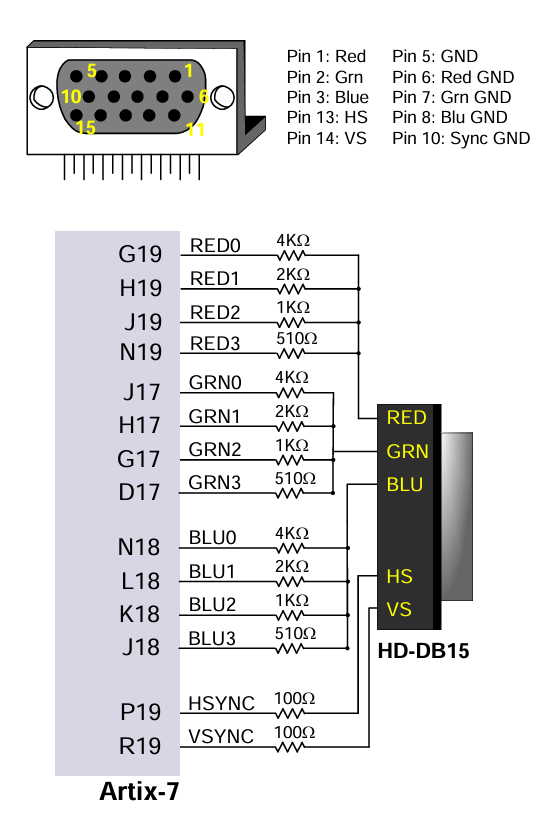 5 1
10 6
15 11
Pin 1: Red Pin 5: GND
Pin 2: Grn Pin 6: Red GND
Pin 3: Blue Pin 7: Grn GND
Pin 13: HS Pin 8: Blu GND
Pin 14: VS Pin 10: Sync GND
G19 RED0 4KΩ
H19 RED1 2KΩ
J19 RED2 1KΩ
N19 RED3 510Ω
J17 GRN0 4KΩ
H17 GRN1 2KΩ
G17 GRN2 1KΩ
D17 GRN3 510Ω
N18 BLU0 4KΩ
L18 BLU1 2KΩ
K18 BLU2 1KΩ
J18 BLU3 510Ω
P19 HSYNC 100Ω
R19 VSYNC 100Ω
Artix-7
RED
GRN
BLU
HS
VS
HD-DB15